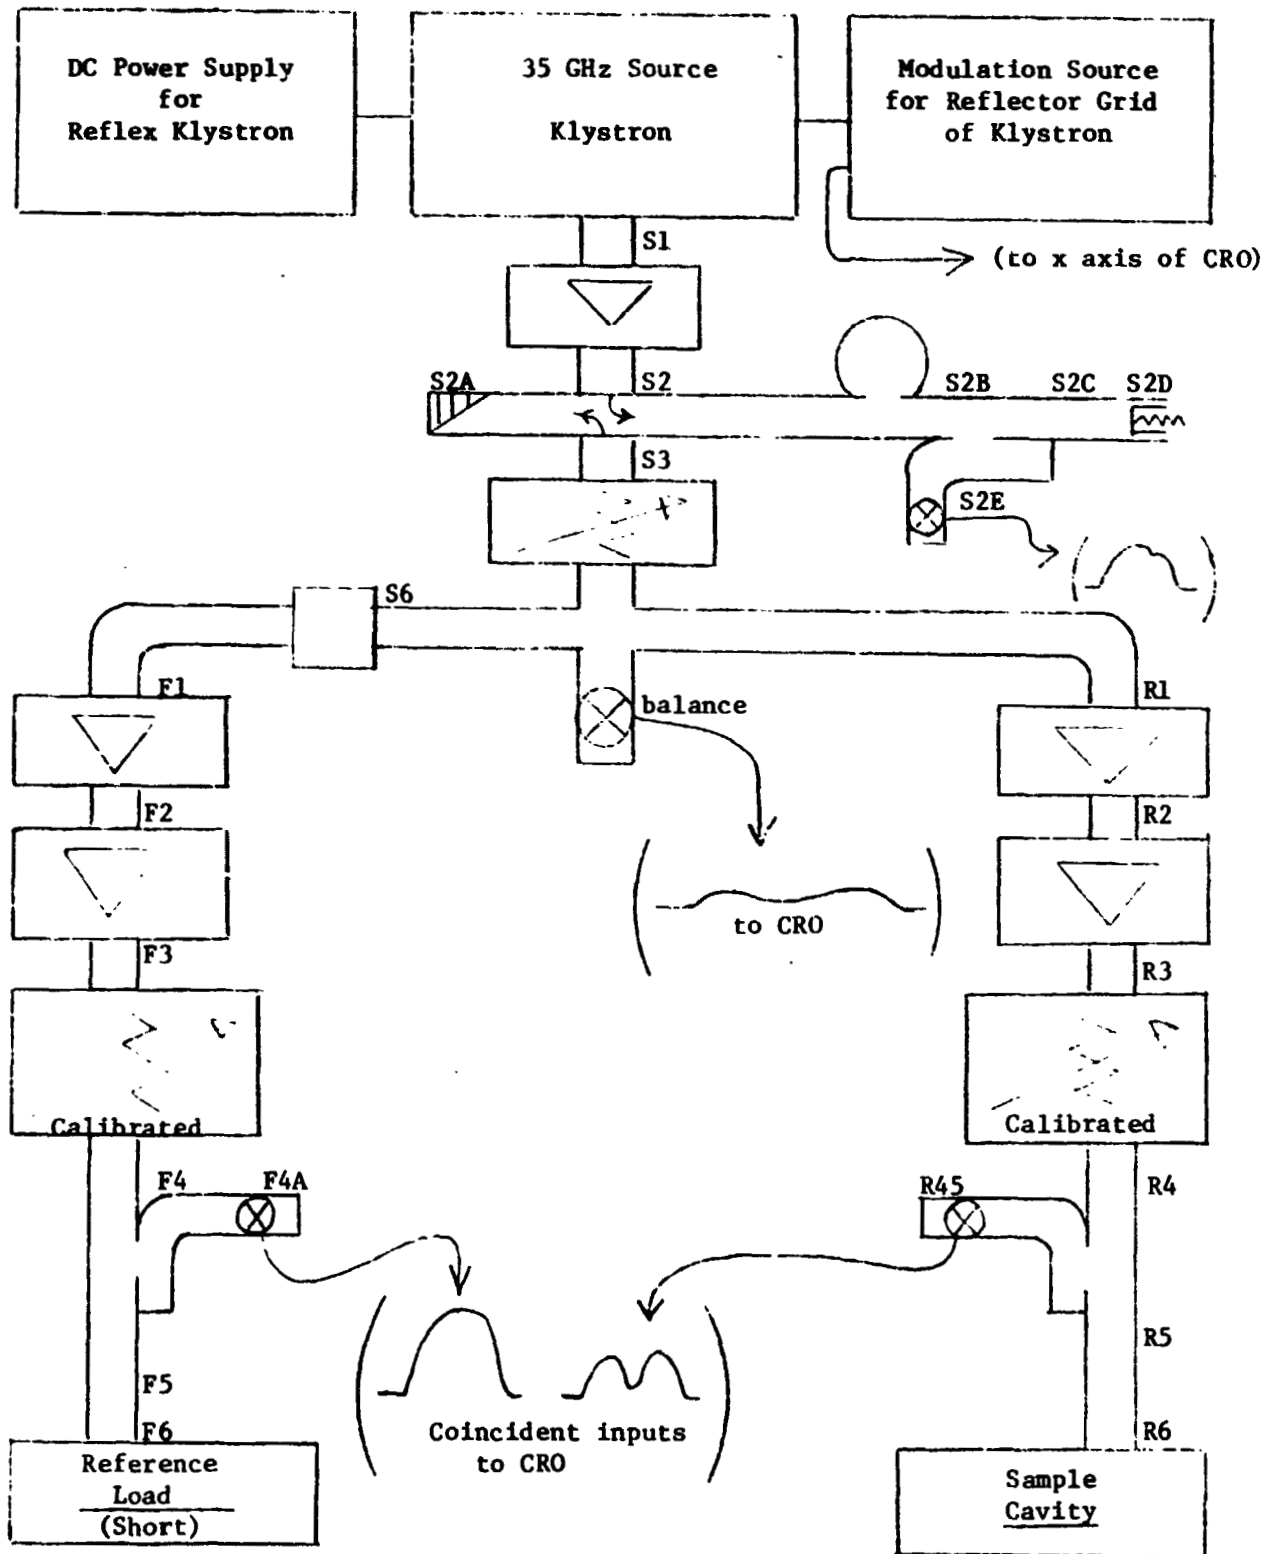 DC Power Supply
for
Reflex Klystron
35 GHz Source
Klystron
Modulation Source
for Reflector Grid
of Klystron
S1
(to x axis of CRO)
S2A
S2
S2B
S2C
S2D
S3
S2E
S6
F1
balance
R1
F2
R2
to CRO
F3
R3
Calibrated
Calibrated
F4
F4A
R45
R4
R5
F5
Coincident inputs
to CRO
F6
R6
Reference
Load
(Short)
Sample
Cavity